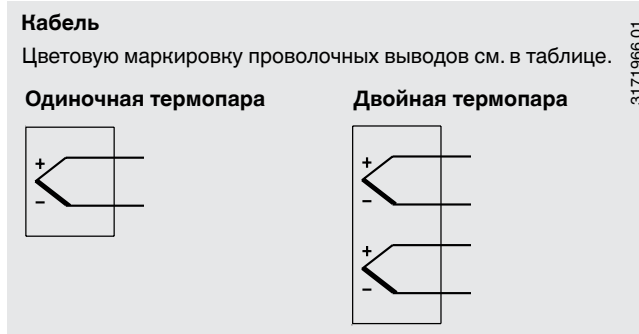 Кабель
Цветовую маркировку проволочных выводов см. в таблице.
Одиночная термопара
Двойная термопара
+
–
+
–
+
–
3171966.01